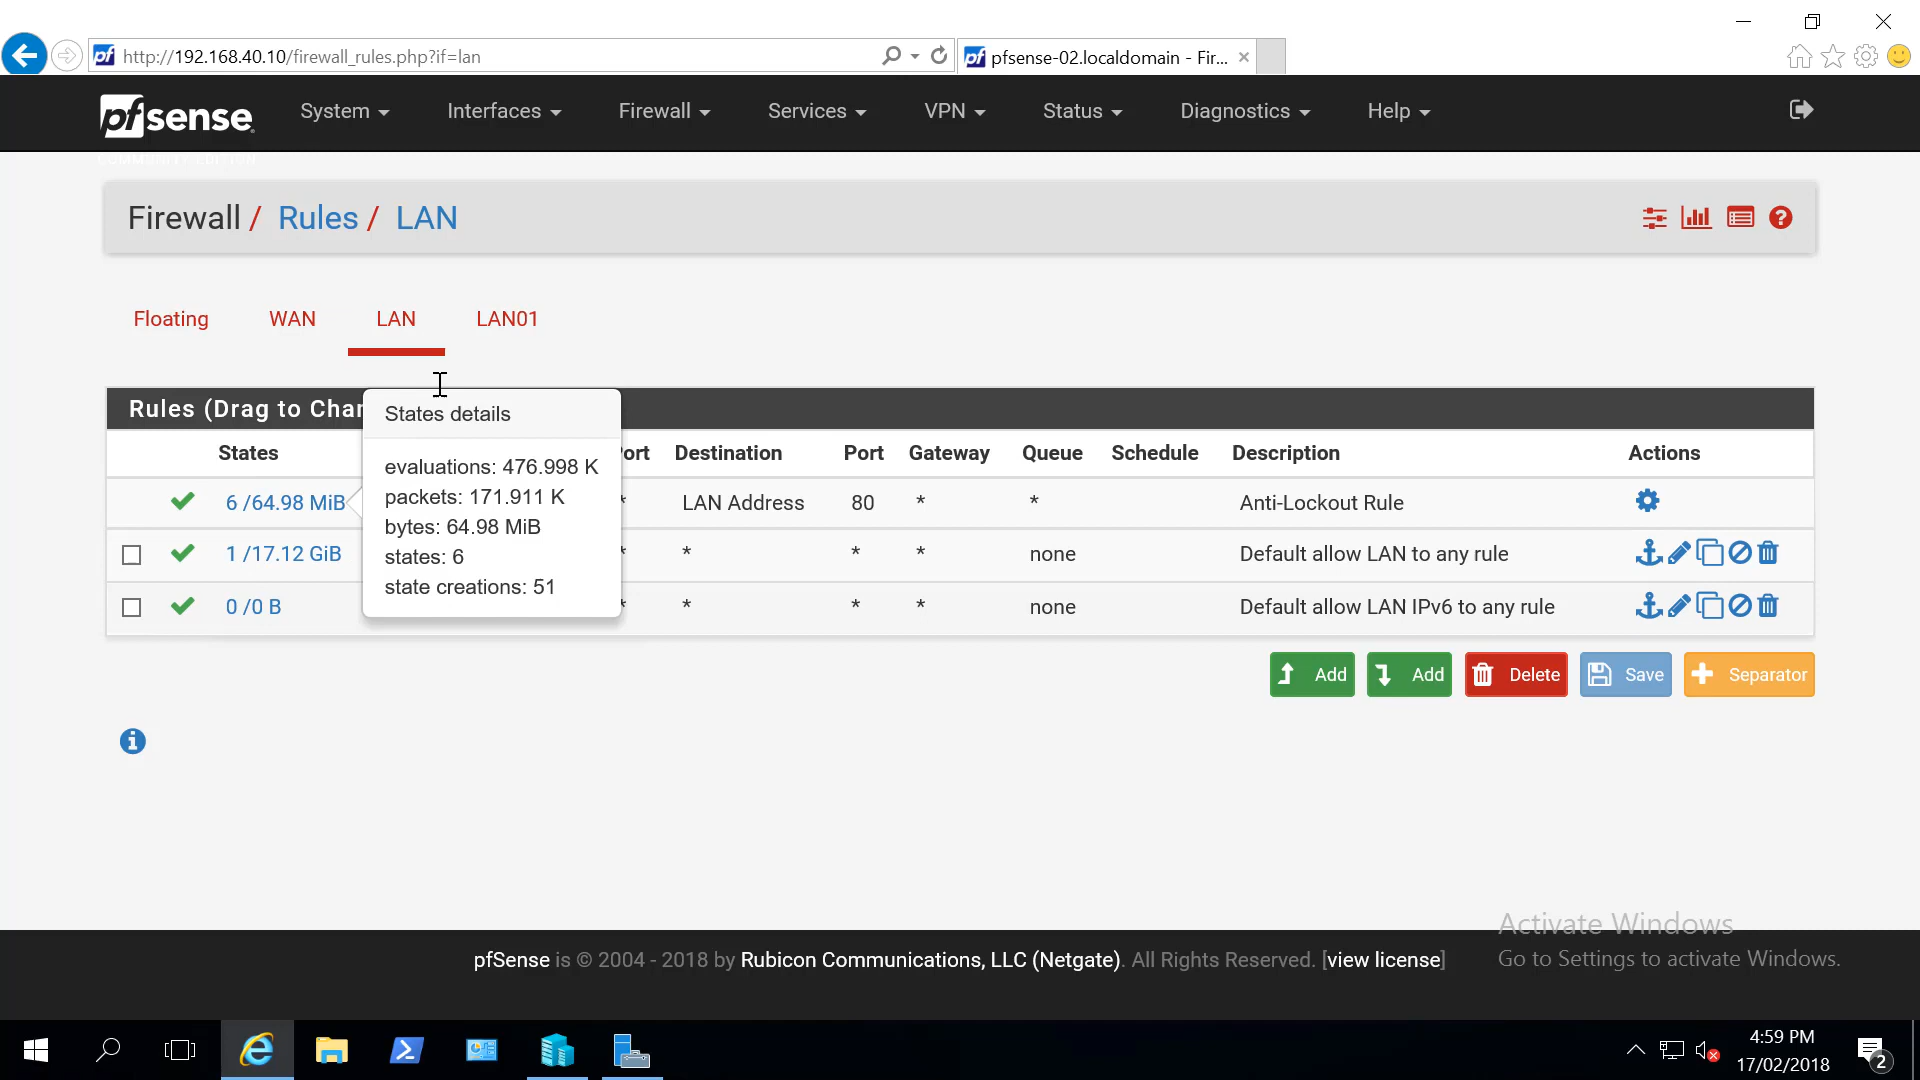 http://192.168.40.10/firewall_rules.php?if=lan
pfsense-02.localdomain - Fir...
pfsense
COMMUNITY EDITION
System
Interfaces
Firewall
Services
VPN
Status
Diagnostics
Help
Firewall / Rules / LAN
Floating
WAN
LAN
LAN01
Rules (Drag to Char
States details
States
Port
Destination
Port
Gateway
Queue
Schedule
Description
Actions
evaluations: 476.998 K
packets: 171.911 K
bytes: 64.98 MiB
states: 6
state creations: 51
6 /64.98 MiB
*
LAN Address
80
*
*
Anti-Lockout Rule
1 /17.12 GiB
*
*
*
*
none
Default allow LAN to any rule
0 /0 B
*
*
*
*
none
Default allow LAN IPv6 to any rule
Add
Add
Delete
Save
Separator
Activate Windows
Go to Settings to activate Windows.
pfSense is © 2004 - 2018 by Rubicon Communications, LLC (Netgate). All Rights Reserved. [view license]
4:59 PM
17/02/2018
2